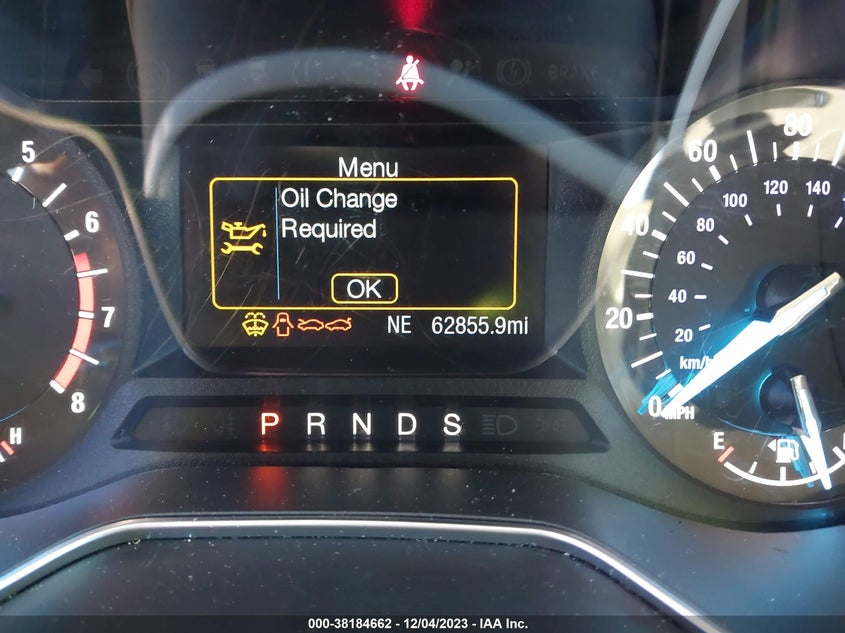 BRAKE
Menu
Oil Change
Required
OK
NE 62855.9mi
5
6
7
8
H
P R N D S
0
20
40
60
80
20
40
60
80
100
120
140
km/h
MPH
E
000-38184662 - 12/04/2023 - IAA Inc.